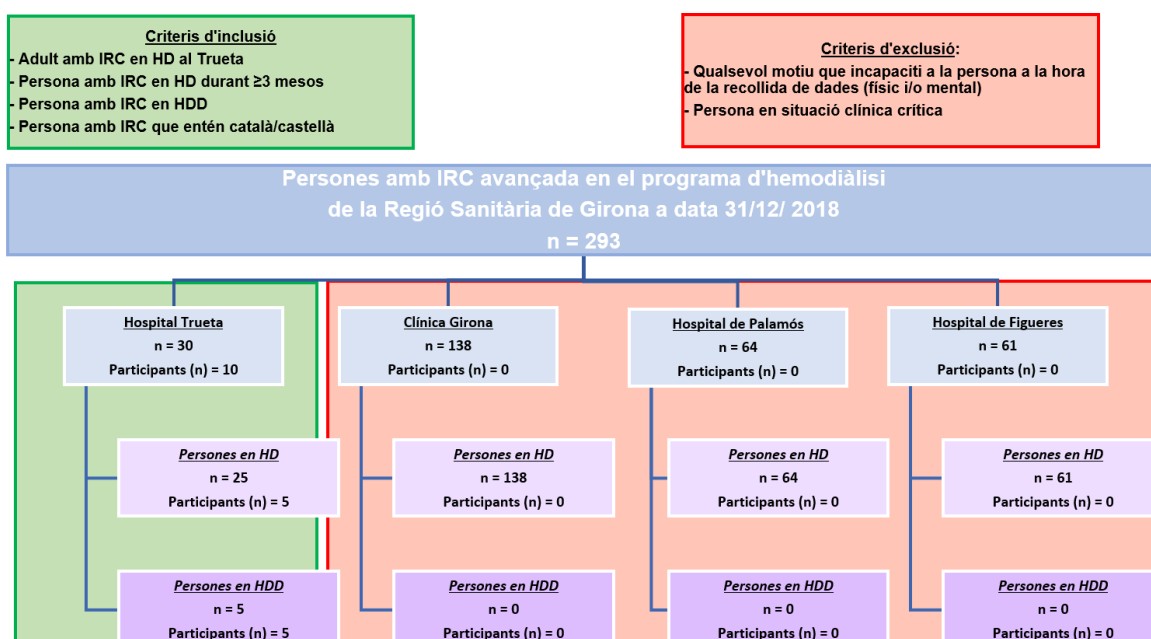 Criteris d'inclusió
- Adult amb IRC en HD al Trueta
- Persona amb IRC en HD durant ≥3 mesos
- Persona amb IRC en HDD
- Persona amb IRC que entén català/castellà
Criteris d'exclusió:
- Qualsevol motiu que incapaciti a la persona a la hora
de la recollida de dades (físic i/o mental)
- Persona en situació clínica crítica
Persones amb IRC avançada en el programa d'hemodiàlisi
de la Regió Sanitària de Girona a data 31/12/ 2018
n = 293
Hospital Trueta
n = 30
Participants (n) = 10
Clínica Girona
n = 138
Participants (n) = 0
Hospital de Palamós
n = 64
Participants (n) = 0
Hospital de Figueres
n = 61
Participants (n) = 0
Persones en HD
n = 25
Participants (n) = 5
Persones en HD
n = 138
Participants (n) = 0
Persones en HD
n = 64
Participants (n) = 0
Persones en HD
n = 61
Participants (n) = 0
Persones en HDD
n = 5
Participants (n) = 5
Persones en HDD
n = 0
Participants (n) = 0
Persones en HDD
n = 0
Participants (n) = 0
Persones en HDD
n = 0
Participants (n) = 0